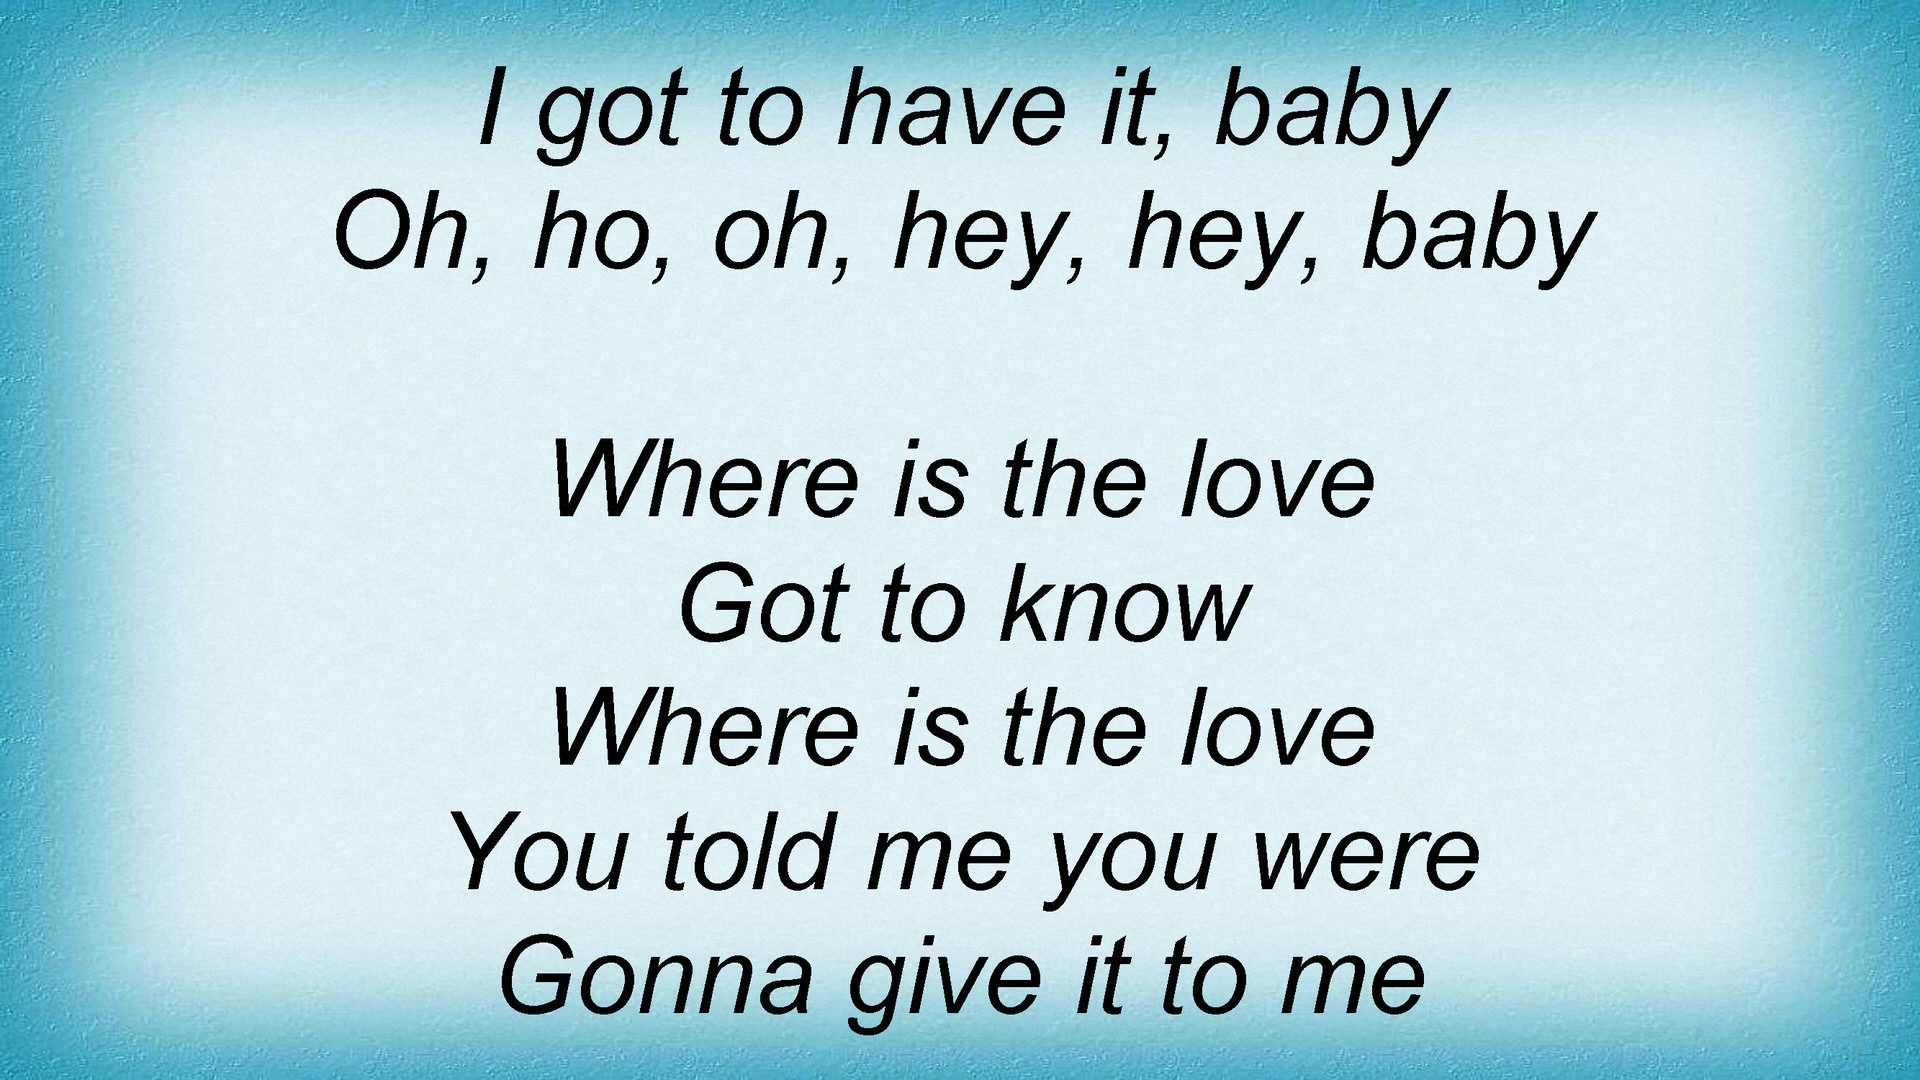 I got to have it, baby
Oh, ho, oh, hey, hey, baby
Where is the love
Got to know
Where is the love
You told me you were
Gonna give it to me